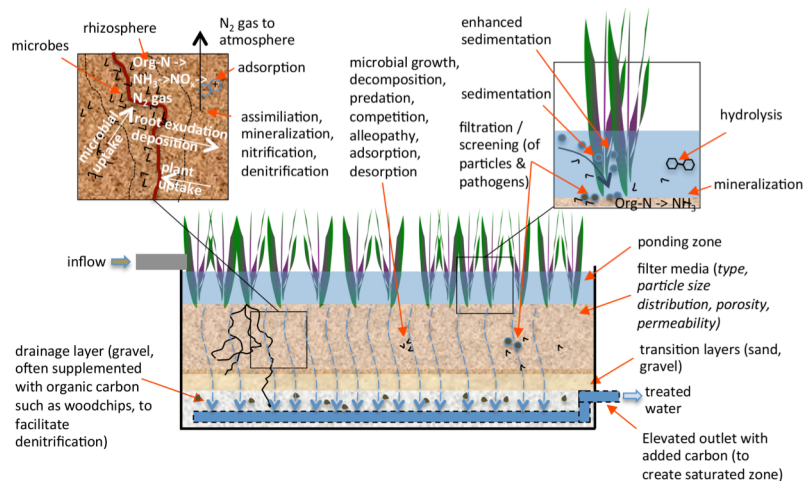 rhizosphere
microbes
N2 gas to
atmosphere
Org-N ->
NH3->NOx->
N2 gas
adsorption
root exudation
deposition
microbial
uptake
plant
uptake
assimiliation,
mineralization,
nitrification,
denitrification
microbial growth,
decomposition,
predation,
competition,
alleopathy,
adsorption,
desorption
enhanced
sedimentation
sedimentation
filtration /
screening (of
particles &
pathogens)
hydrolysis
mineralization
Org-N -> NH3
inflow
ponding zone
filter media (type,
particle size
distribution, porosity,
permeability)
drainage layer (gravel,
often supplemented
with organic carbon
such as woodchips, to
facilitate
denitrification)
transition layers (sand,
gravel)
treated
water
Elevated outlet with
added carbon (to
create saturated zone)